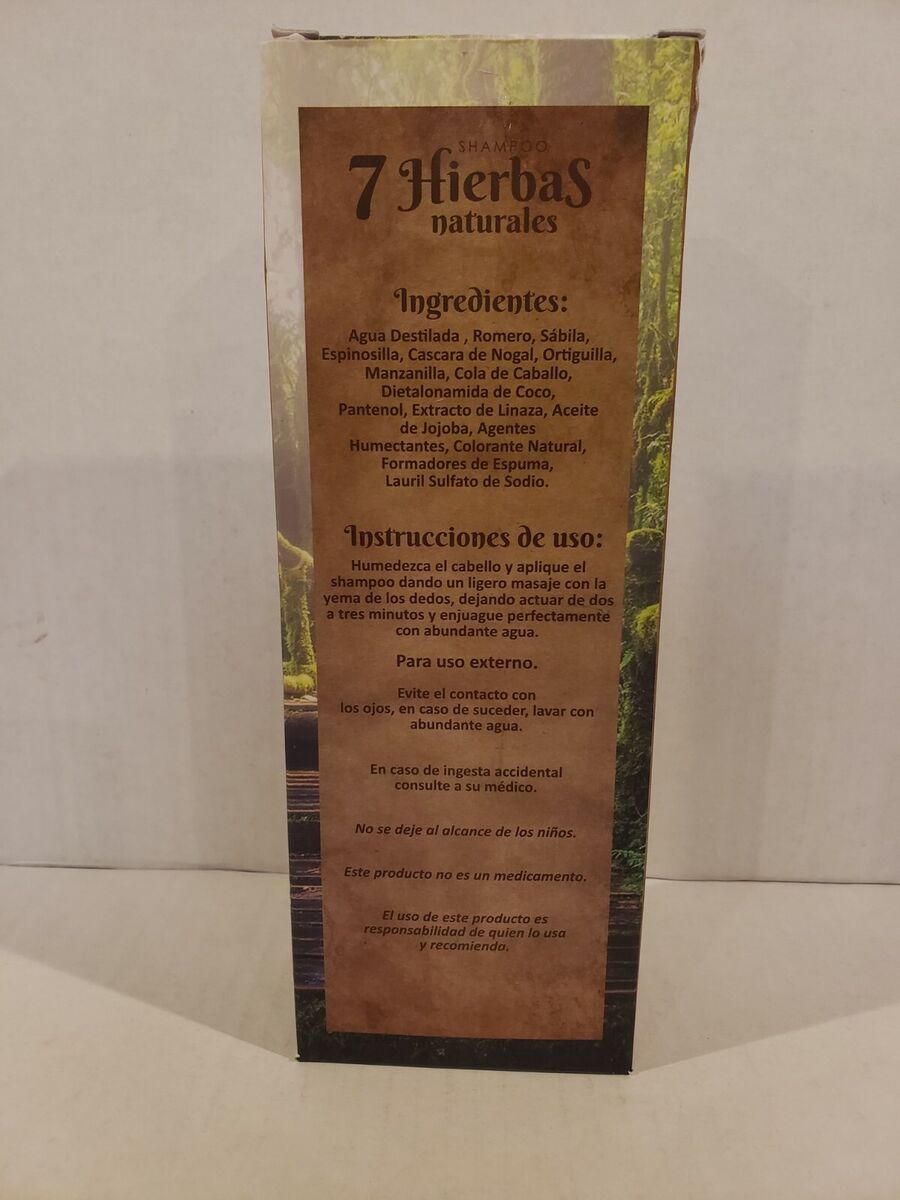 SHAMPOO
7 Hierbas
naturales
Ingredientes:
Agua Destilada , Romero, Sábila,
Espinosilla, Cascara de Nogal, Ortiguilla,
Manzanilla, Cola de Caballo,
Dietalonamida de Coco,
Pantenol, Extracto de Linaza, Aceite
de Jojoba, Agentes
Humectantes, Colorante Natural,
Formadores de Espuma,
Lauril Sulfato de Sodio.
Instrucciones de uso:
Humedezca el cabello y aplique el
shampoo dando un ligero masaje con la
yema de los dedos, dejando actuar de dos
a tres minutos y enjuague perfectamente
con abundante agua.
Para uso externo.
Evite el contacto con
los ojos, en caso de suceder, lavar con
abundante agua.
En caso de ingesta accidental
consulte a su médico.
No se deje al alcance de los niños.
Este producto no es un medicamento.
El uso de este producto es
responsabilidad de quien lo usa
y recomienda.